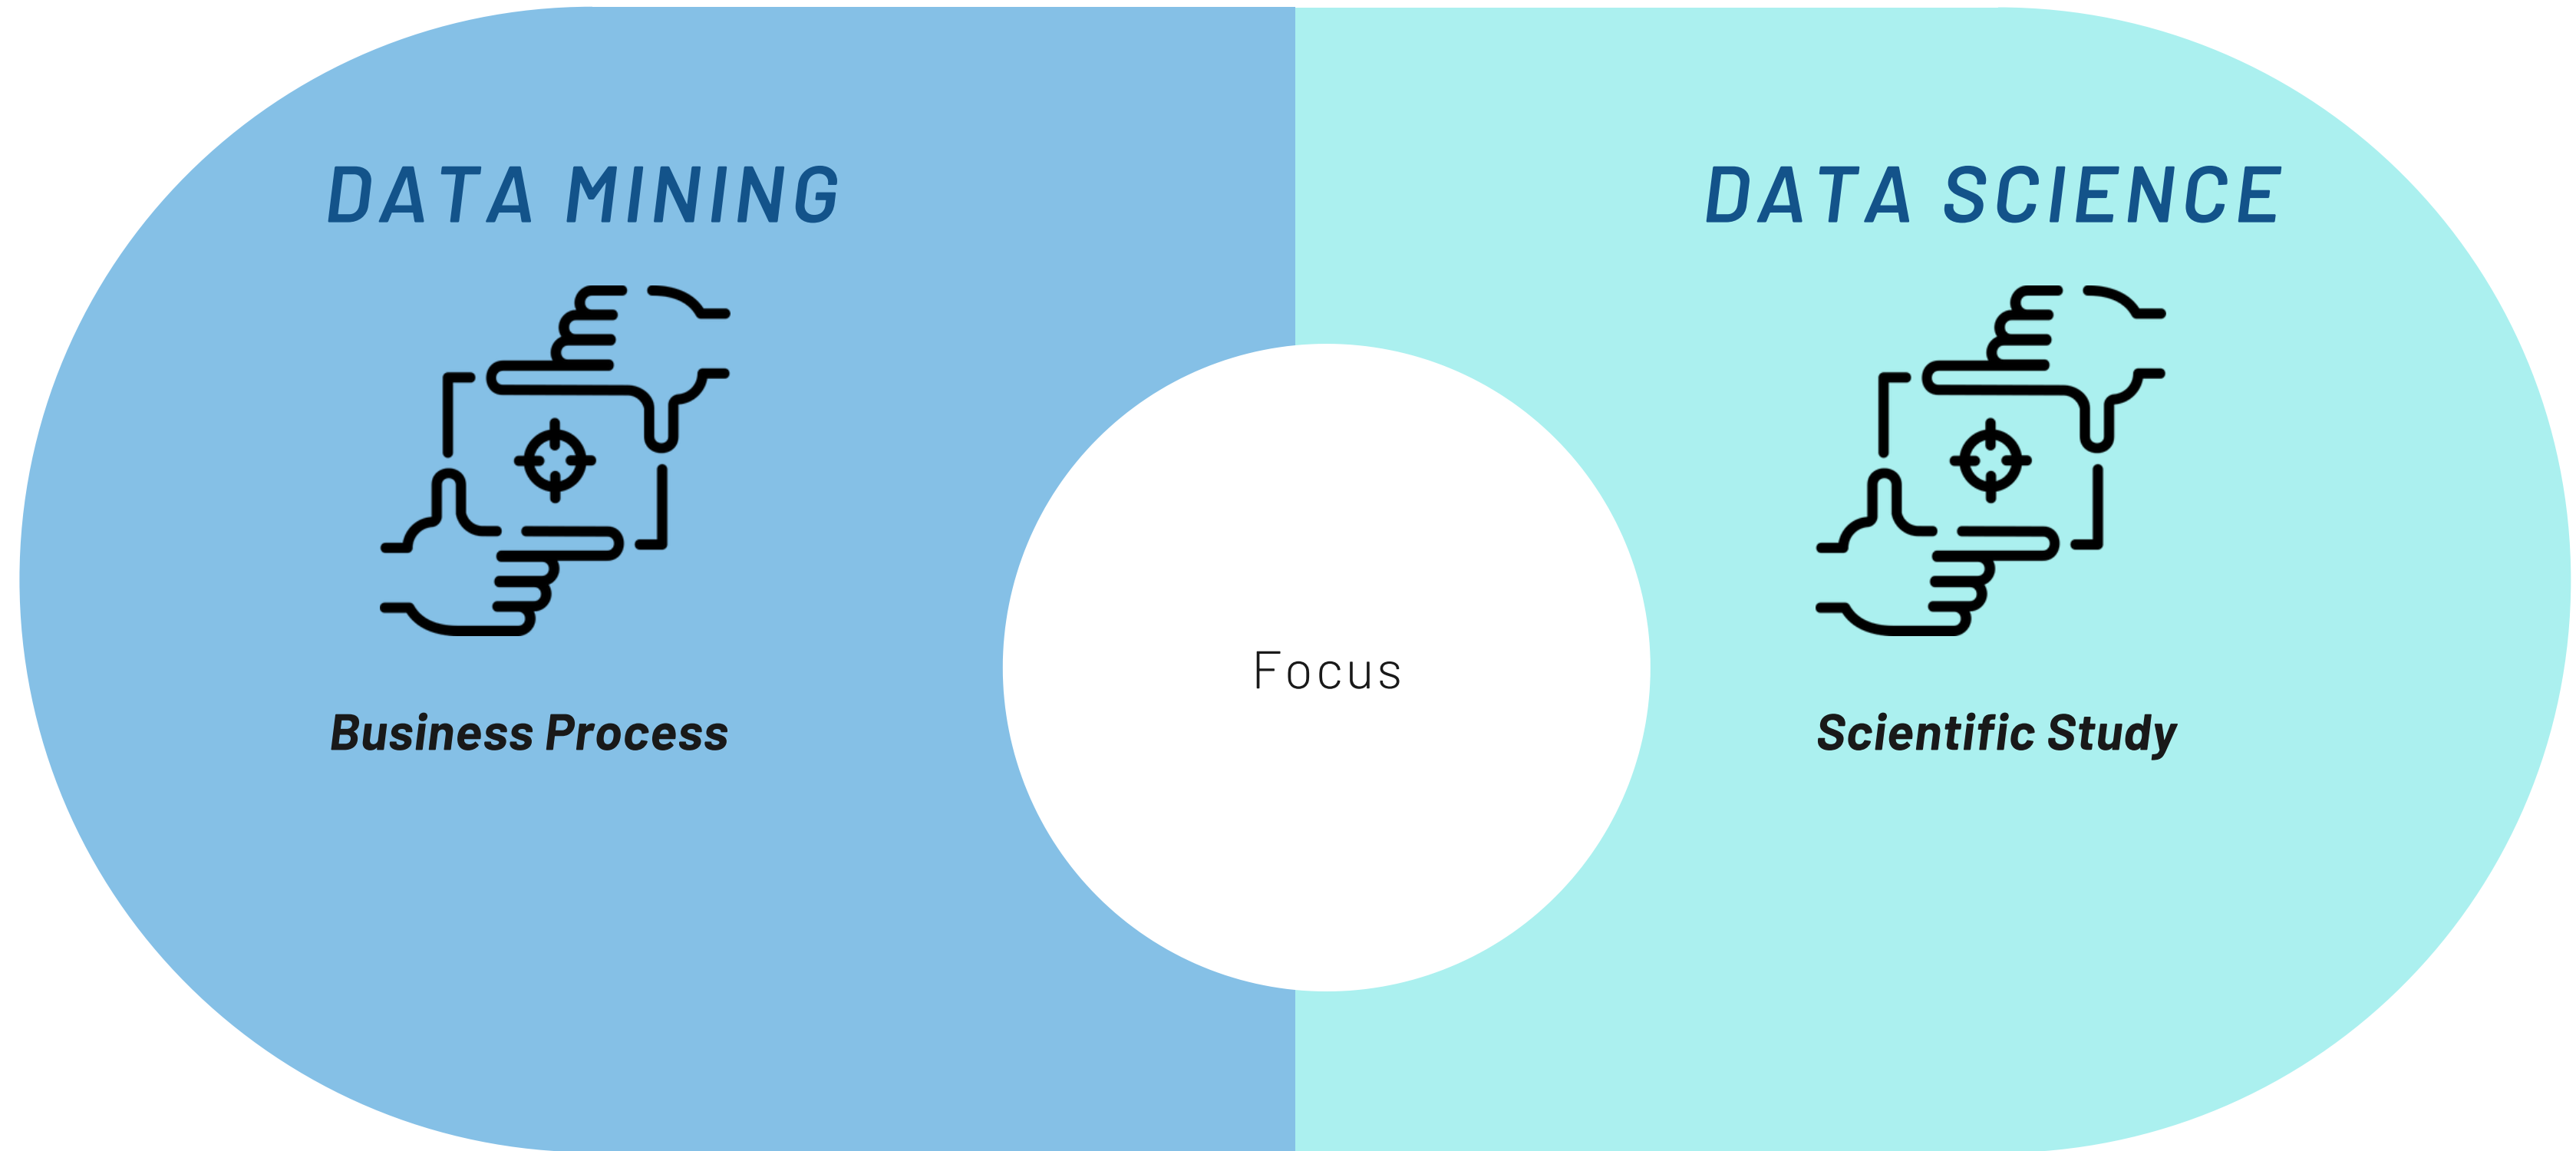 DATA MINING
DATA SCIENCE
Focus
Business Process
Scientific Study